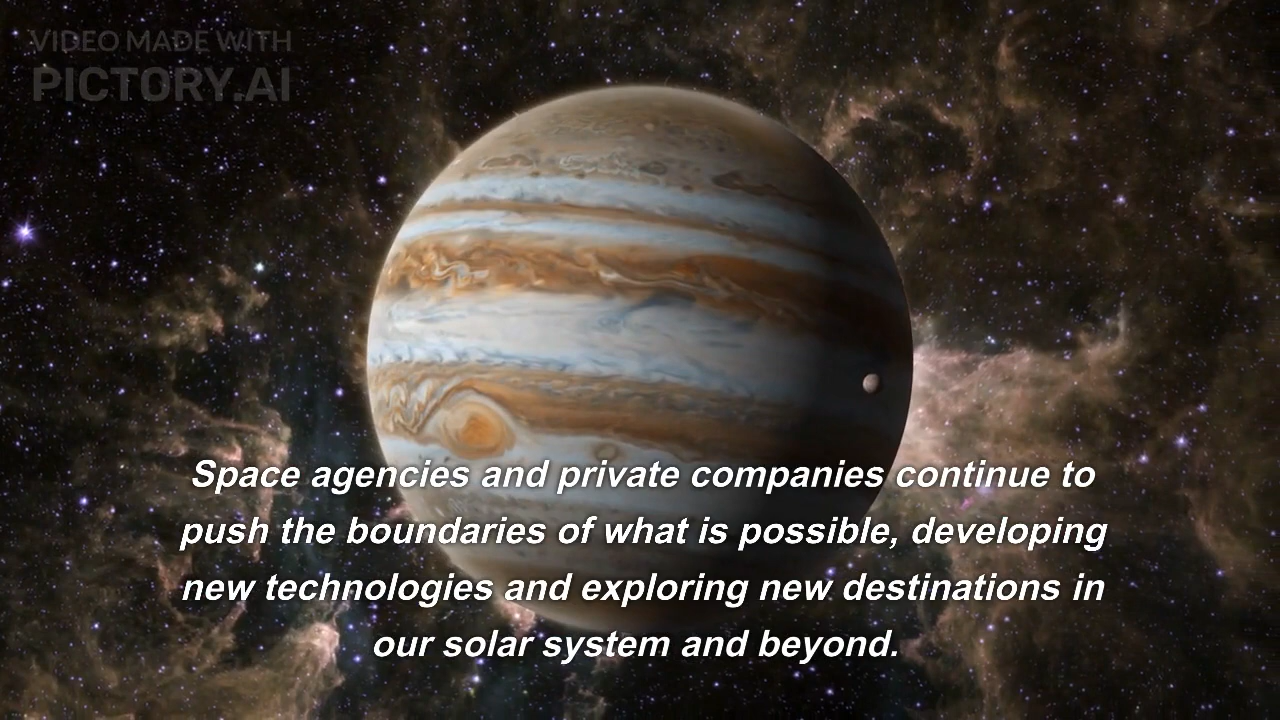 VIDEO MADE WITH
PICTORY.AI
Space agencies and private companies continue to
push the boundaries of what is possible, developing
new technologies and exploring new destinations in
our solar system and beyond.